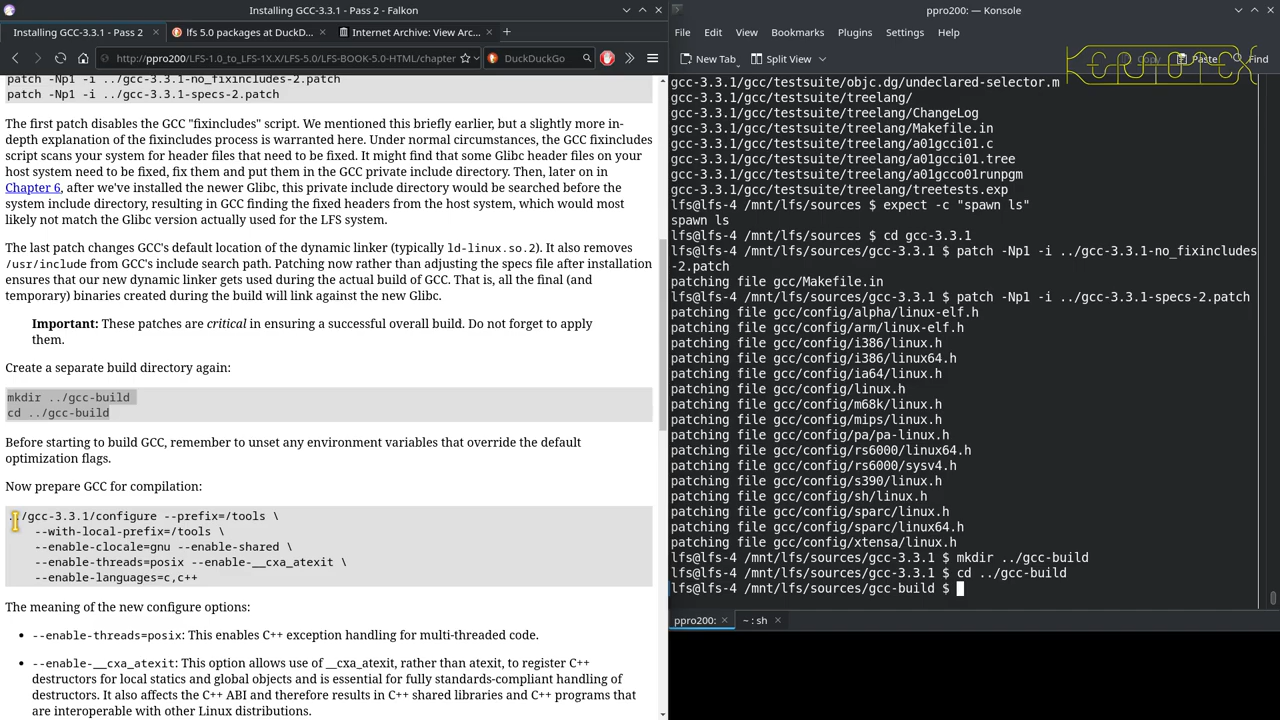 Installing GCC-3.3.1 - Pass 2 - Falkon
Installing GCC-3.3.1 - Pass 2
lfs 5.0 packages at DuckD...
Internet Archive: View Arc...
http://ppro200/LFS-1.0_to_LFS-1X.X/LFS-5.0/LFS-BOOK-5.0-HTML/chapter
DuckDuckGo
patch -Np1 -i ../gcc-3.3.1-no_fixincludes-2.patch
patch -Np1 -i ../gcc-3.3.1-specs-2.patch
The first patch disables the GCC "fixincludes" script. We mentioned this briefly earlier, but a slightly more in-
depth explanation of the fixincludes process is warranted here. Under normal circumstances, the GCC fixincludes
script scans your system for header files that need to be fixed. It might find that some Glibc header files on your
host system need to be fixed, fix them and put them in the GCC private include directory. Then, later on in
Chapter 6, after we've installed the newer Glibc, this private include directory would be searched before the
system include directory, resulting in GCC finding the fixed headers from the host system, which would most
likely not match the Glibc version actually used for the LFS system.
The last patch changes GCC's default location of the dynamic linker (typically ld-linux.so.2). It also removes
/usr/include from GCC's include search path. Patching now rather than adjusting the specs file after installation
ensures that our new dynamic linker gets used during the actual build of GCC. That is, all the final (and
temporary) binaries created during the build will link against the new Glibc.
Important: These patches are critical in ensuring a successful overall build. Do not forget to apply
them.
Create a separate build directory again:
mkdir ../gcc-build
cd ../gcc-build
Before starting to build GCC, remember to unset any environment variables that override the default
optimization flags.
Now prepare GCC for compilation:
../gcc-3.3.1/configure --prefix=/tools \
--with-local-prefix=/tools \
--enable-clocale=gnu --enable-shared \
--enable-threads=posix --enable-__cxa_atexit \
--enable-languages=c,c++
The meaning of the new configure options:
--enable-threads=posix: This enables C++ exception handling for multi-threaded code.
--enable-__cxa_atexit: This option allows use of __cxa_atexit, rather than atexit, to register C++
destructors for local statics and global objects and is essential for fully standards-compliant handling of
destructors. It also affects the C++ ABI and therefore results in C++ shared libraries and C++ programs that
are interoperable with other Linux distributions.
ppro200: — Konsole
File Edit View Bookmarks Plugins Settings Help
New Tab Split View Copy Paste Find
gcc-3.3.1/gcc/testsuite/objc.dg/undeclared-selector.m
gcc-3.3.1/gcc/testsuite/treelang/
gcc-3.3.1/gcc/testsuite/treelang/ChangeLog
gcc-3.3.1/gcc/testsuite/treelang/Makefile.in
gcc-3.3.1/gcc/testsuite/treelang/a01gcci01.c
gcc-3.3.1/gcc/testsuite/treelang/a01gcci01.tree
gcc-3.3.1/gcc/testsuite/treelang/a01gcco01runpgm
gcc-3.3.1/gcc/testsuite/treelang/treetests.exp
lfs@lfs-4 /mnt/lfs/sources $ expect -c "spawn ls"
spawn ls
lfs@lfs-4 /mnt/lfs/sources $ cd gcc-3.3.1
lfs@lfs-4 /mnt/lfs/sources/gcc-3.3.1 $ patch -Np1 -i ../gcc-3.3.1-no_fixincludes
-2.patch
patching file gcc/Makefile.in
lfs@lfs-4 /mnt/lfs/sources/gcc-3.3.1 $ patch -Np1 -i ../gcc-3.3.1-specs-2.patch
patching file gcc/config/alpha/linux-elf.h
patching file gcc/config/arm/linux-elf.h
patching file gcc/config/i386/linux.h
patching file gcc/config/i386/linux64.h
patching file gcc/config/ia64/linux.h
patching file gcc/config/linux.h
patching file gcc/config/m68k/linux.h
patching file gcc/config/mips/linux.h
patching file gcc/config/pa/pa-linux.h
patching file gcc/config/rs6000/linux64.h
patching file gcc/config/rs6000/sysv4.h
patching file gcc/config/s390/linux.h
patching file gcc/config/sh/linux.h
patching file gcc/config/sparc/linux.h
patching file gcc/config/sparc/linux64.h
patching file gcc/config/xtensa/linux.h
lfs@lfs-4 /mnt/lfs/sources/gcc-3.3.1 $ mkdir ../gcc-build
lfs@lfs-4 /mnt/lfs/sources/gcc-3.3.1 $ cd ../gcc-build
lfs@lfs-4 /mnt/lfs/sources/gcc-build $
ppro200:
~ : sh